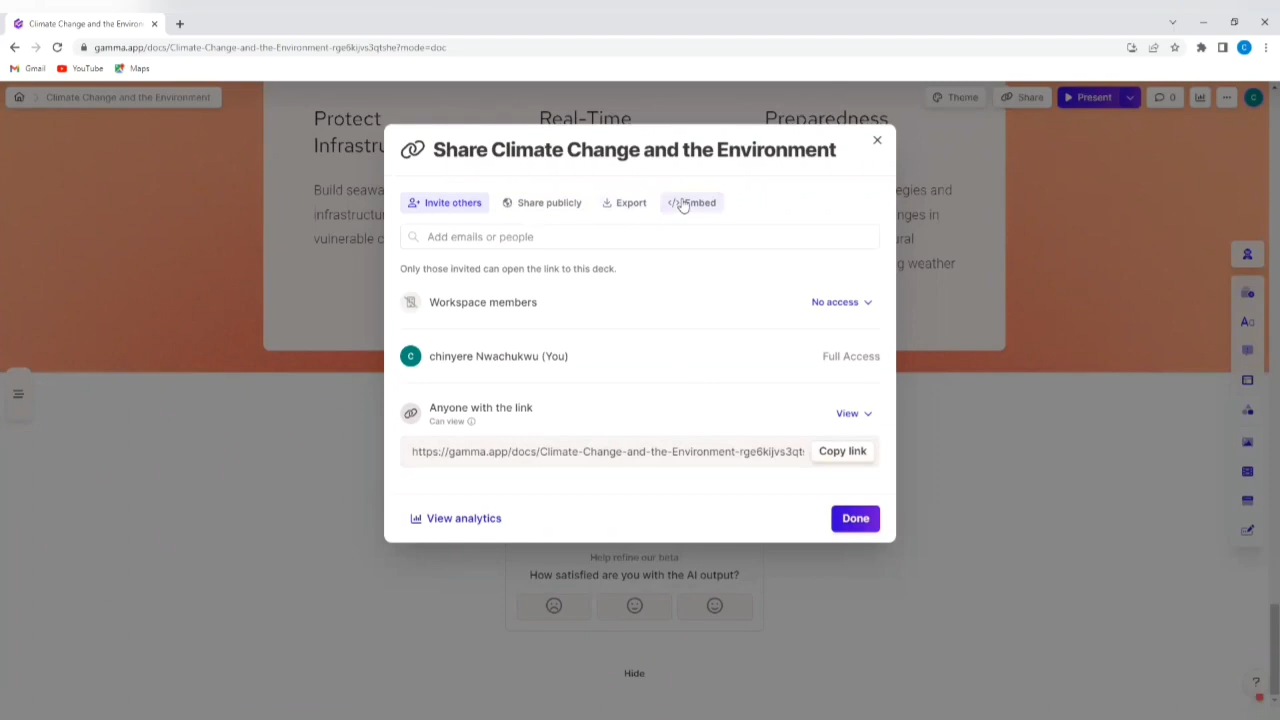 Climate Change and the Environ
gamma.app/docs/Climate-Change-and-the-Environment-rge6kijvs3qtshe?mode=doc
C
Gmail
YouTube
Maps
Climate Change and the Environment
Theme
Share
Present
0
C
Protect
Infrastru
Real-Time
Preparedness
Build seawa
infrastructu
vulnerable c
egies and
nges in
ural
g weather
Share Climate Change and the Environment
Invite others
Share publicly
Export
Embed
Add emails or people
Only those invited can open the link to this deck.
Workspace members
No access
C
chinyere Nwachukwu (You)
Full Access
Anyone with the link
Can view
View
https://gamma.app/docs/Climate-Change-and-the-Environment-rge6kijvs3qt
Copy link
View analytics
Done
Help refine our beta
How satisfied are you with the AI output?
Hide
Aa
?